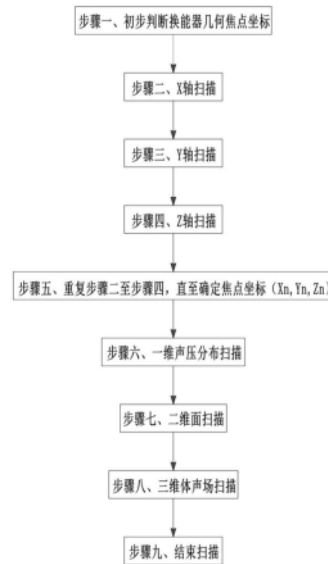 步骤一、初步判断换能器几何焦点坐标
步骤二、X轴扫描
步骤三、Y轴扫描
步骤四、Z轴扫描
步骤五、重复步骤二至步骤四，直至确定焦点坐标（Xn,Yn,Zn）
步骤六、一维声压分布扫描
步骤七、二维面扫描
步骤八、三维体声场扫描
步骤九、结束扫描